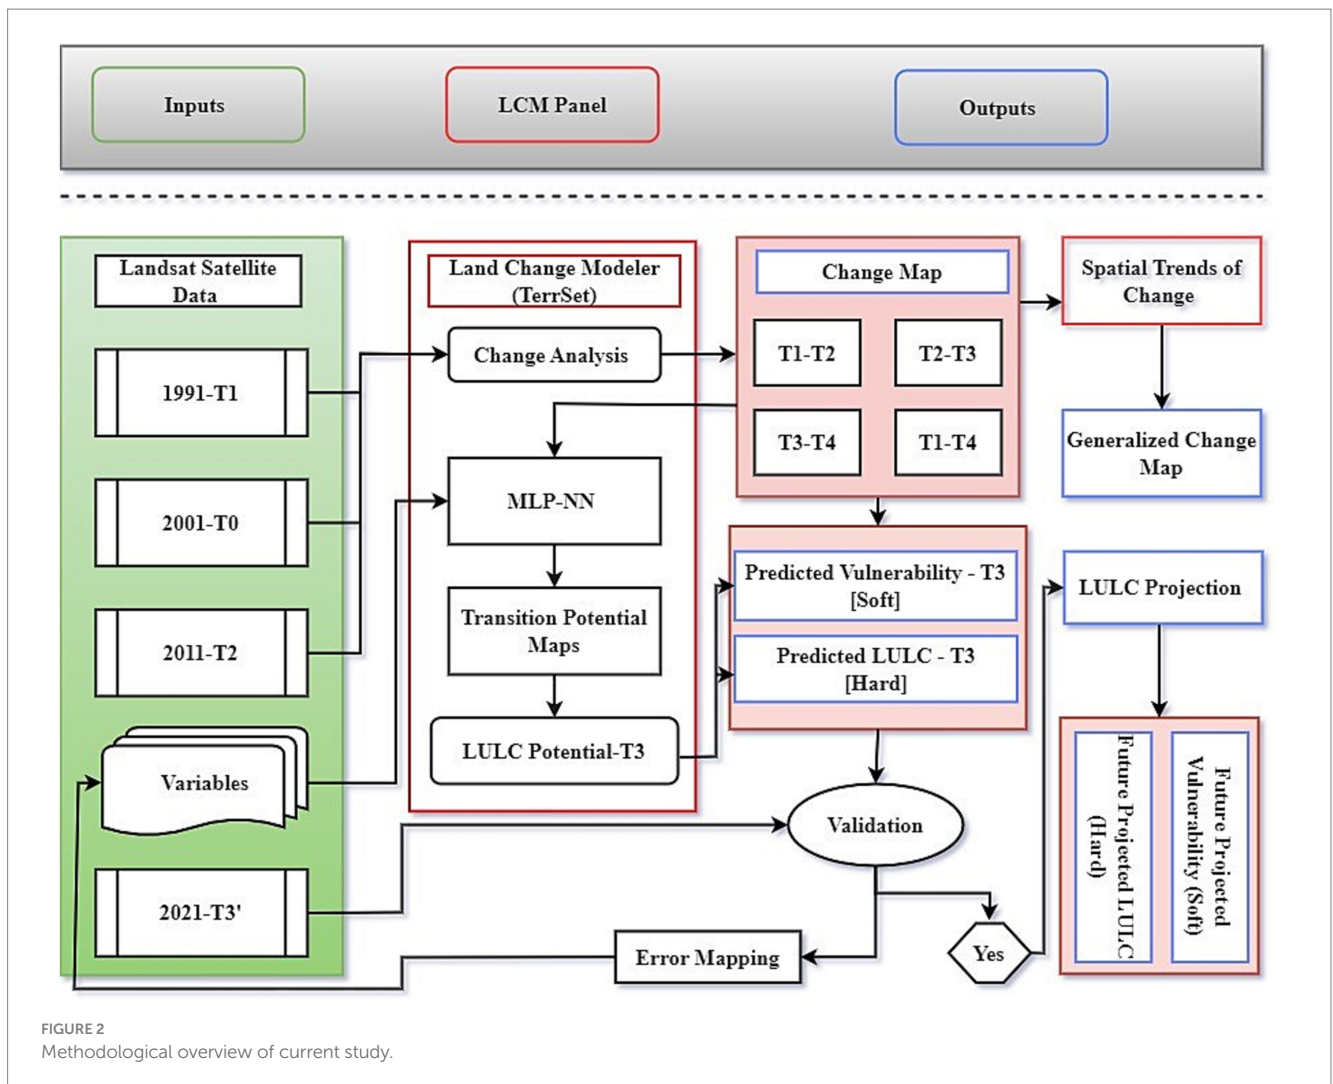 Inputs
LCM Panel
Outputs
Landsat Satellite
Data
1991-T1
2001-T0
2011-T2
Variables
2021-T3'
Land Change Modeler
(TerrSet)
Change Analysis
MLP-NN
Transition Potential
Maps
LULC Potential-T3
Change Map
T1-T2
T2-T3
T3-T4
T1-T4
Predicted Vulnerability - T3
[Soft]
Predicted LULC - T3
[Hard]
Validation
Error Mapping
Yes
Spatial Trends of
Change
Generalized Change
Map
LULC Projection
Future Projected LULC
(Hard)
Future Projected
Vulnerability (Soft)
FIGURE 2
Methodological overview of current study.